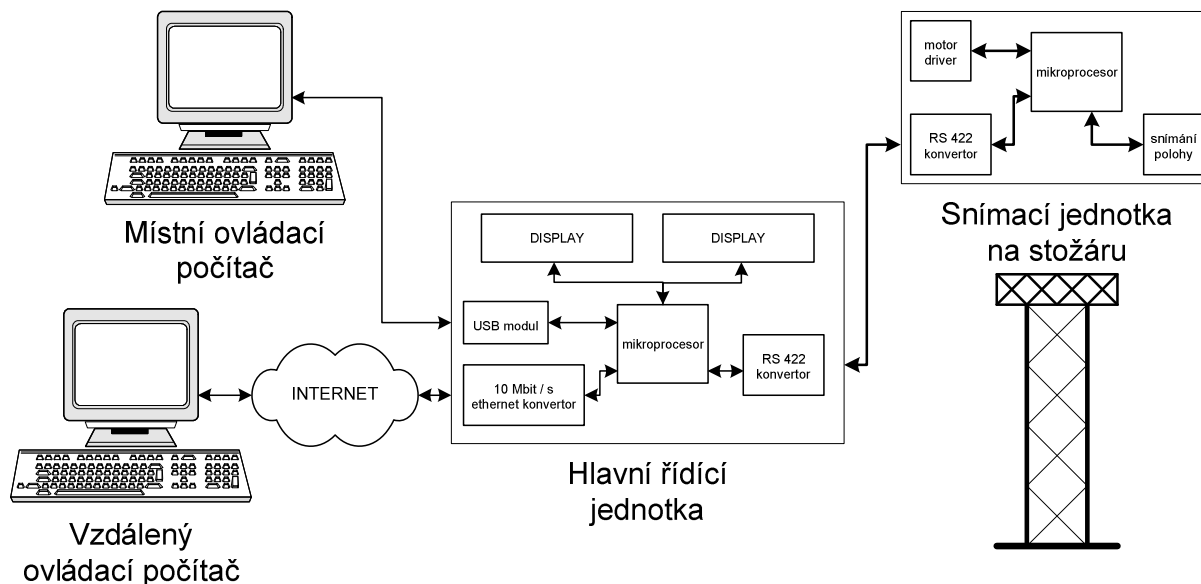 Místní ovládací
počítač
Vzdálený
ovládací počítač
INTERNET
DISPLAY
DISPLAY
USB modul
mikroprocesor
10 Mbit / s
ethernet konvertor
RS 422
konvertor
Hlavní řídící
jednotka
motor
driver
mikroprocesor
RS 422
konvertor
snímání
polohy
Snímací jednotka
na stožáru